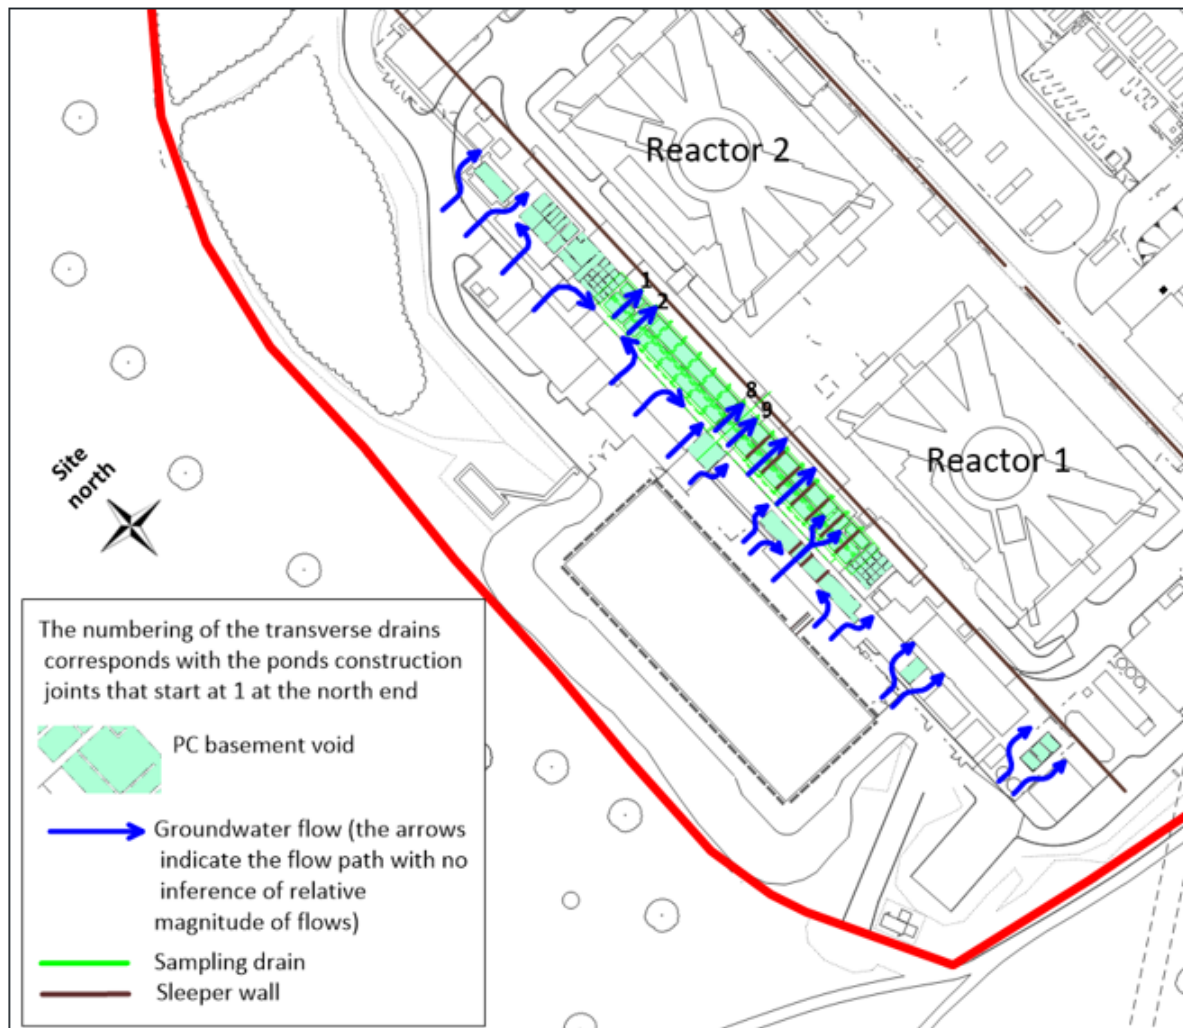 Reactor 2
1
2
8
9
Reactor 1
Site
north
The numbering of the transverse drains
corresponds with the ponds construction
joints that start at 1 at the north end
PC basement void
Groundwater flow (the arrows
indicate the flow path with no
inference of relative
magnitude of flows)
Sampling drain
Sleeper wall